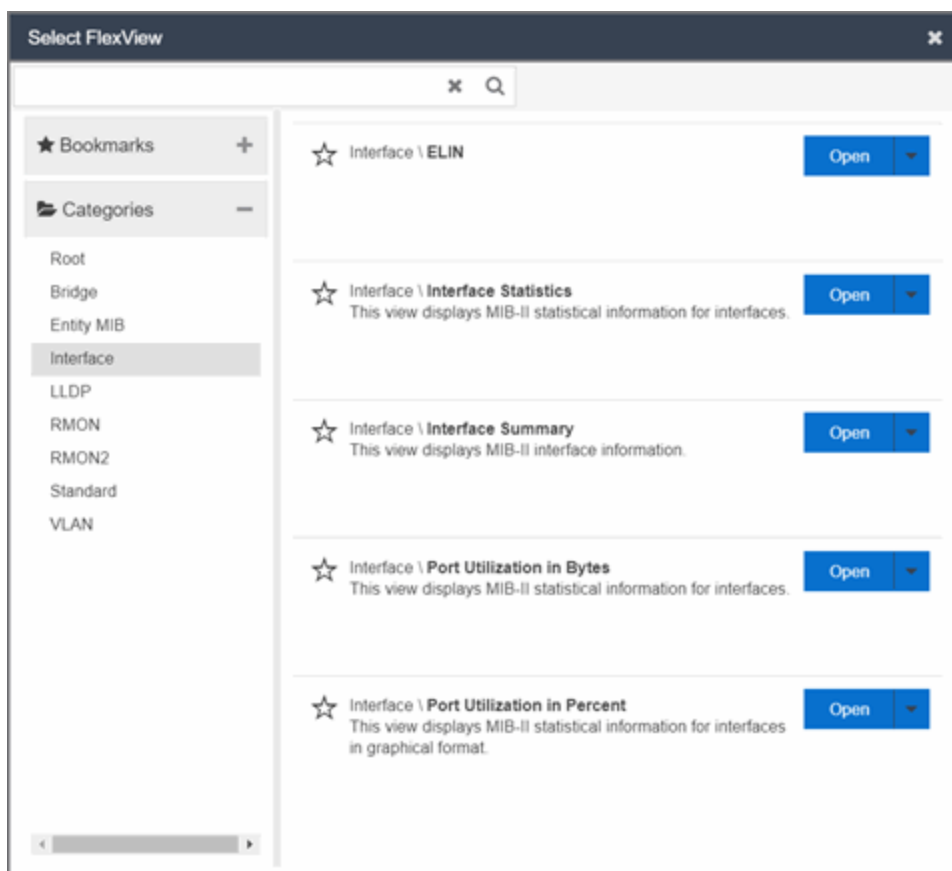 Select FlexView
Bookmarks
Categories
Root
Bridge
Entity MIB
Interface
LLDP
RMON
RMON2
Standard
VLAN
Interface \ ELIN
Open
Interface \ Interface Statistics
This view displays MIB-II statistical information for interfaces.
Open
Interface \ Interface Summary
This view displays MIB-II interface information.
Open
Interface \ Port Utilization in Bytes
This view displays MIB-II statistical information for interfaces.
Open
Interface \ Port Utilization in Percent
This view displays MIB-II statistical information for interfaces
in graphical format.
Open